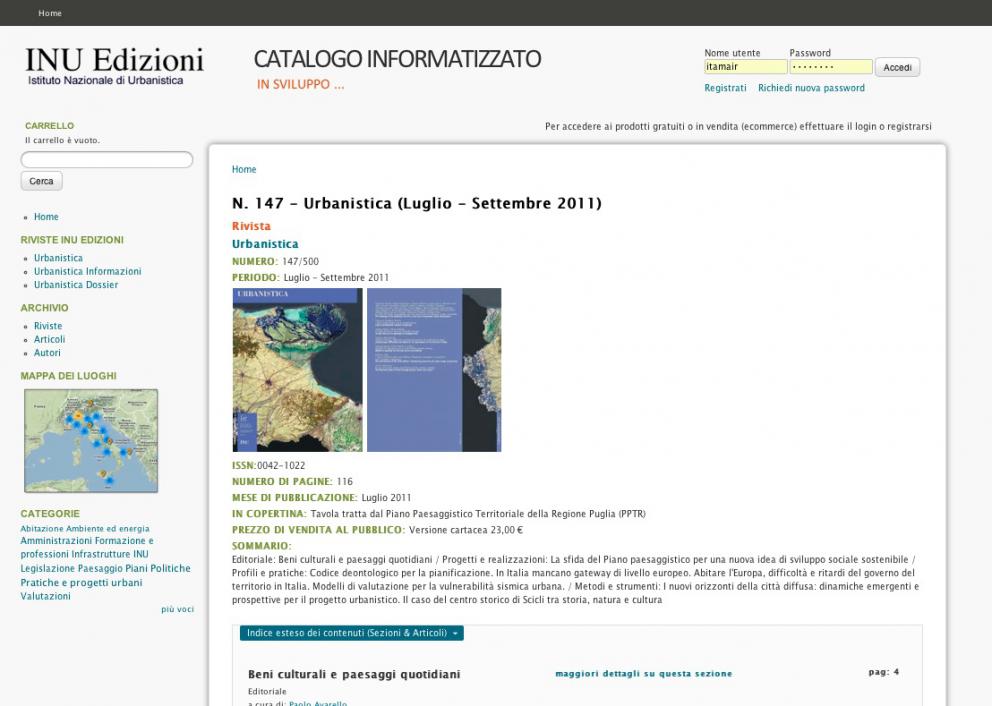 Home
INU Edizioni
Istituto Nazionale di Urbanistica
CATALOGO INFORMATIZZATO
IN SVILUPPO ...
Nome utente
Password
itamair
Accedi
Registrati
Richiedi nuova password
CARRELLO
Il carrello è vuoto.
Cerca
Home
RIVISTE INU EDIZIONI
Urbanistica
Urbanistica Informazioni
Urbanistica Dossier
ARCHIVIO
Riviste
Articoli
Autori
MAPPA DEI LUOGHI
CATEGORIE
Abitazione Ambiente ed energia
Amministrazioni Formazione e
professioni Infrastrutture INU
Legislazione Paesaggio Piani Politiche
Pratiche e progetti urbani
Valutazioni
più voci
Per accedere ai prodotti gratuiti o in vendita (ecommerce) effettuare il login o registrarsi
Home
N. 147 - Urbanistica (Luglio - Settembre 2011)
Rivista
Urbanistica
NUMERO: 147/500
PERIODO: Luglio - Settembre 2011
URBANISTICA
ISSN:0042-1022
NUMERO DI PAGINE: 116
MESE DI PUBBLICAZIONE: Luglio 2011
IN COPERTINA: Tavola tratta dal Piano Paesaggistico Territoriale della Regione Puglia (PPTR)
PREZZO DI VENDITA AL PUBBLICO: Versione cartacea 23,00 €
SOMMARIO:
Editoriale: Beni culturali e paesaggi quotidiani / Progetti e realizzazioni: La sfida del Piano paesaggistico per una nuova idea di sviluppo sociale sostenibile /
Profili e pratiche: Codice deontologico per la pianificazione. In Italia mancano gateway di livello europeo. Abitare l'Europa, difficoltà e ritardi del governo del
territorio in Italia. Modelli di valutazione per la vulnerabilità sismica urbana. / Metodi e strumenti: I nuovi orizzonti della città diffusa: dinamiche emergenti e
prospettive per il progetto urbanistico. Il caso del centro storico di Scicli tra storia, natura e cultura
Indice esteso dei contenuti (Sezioni & Articoli)
Beni culturali e paesaggi quotidiani
maggiori dettagli su questa sezione
pag: 4
Editoriale
a cura di: Paolo Avarello